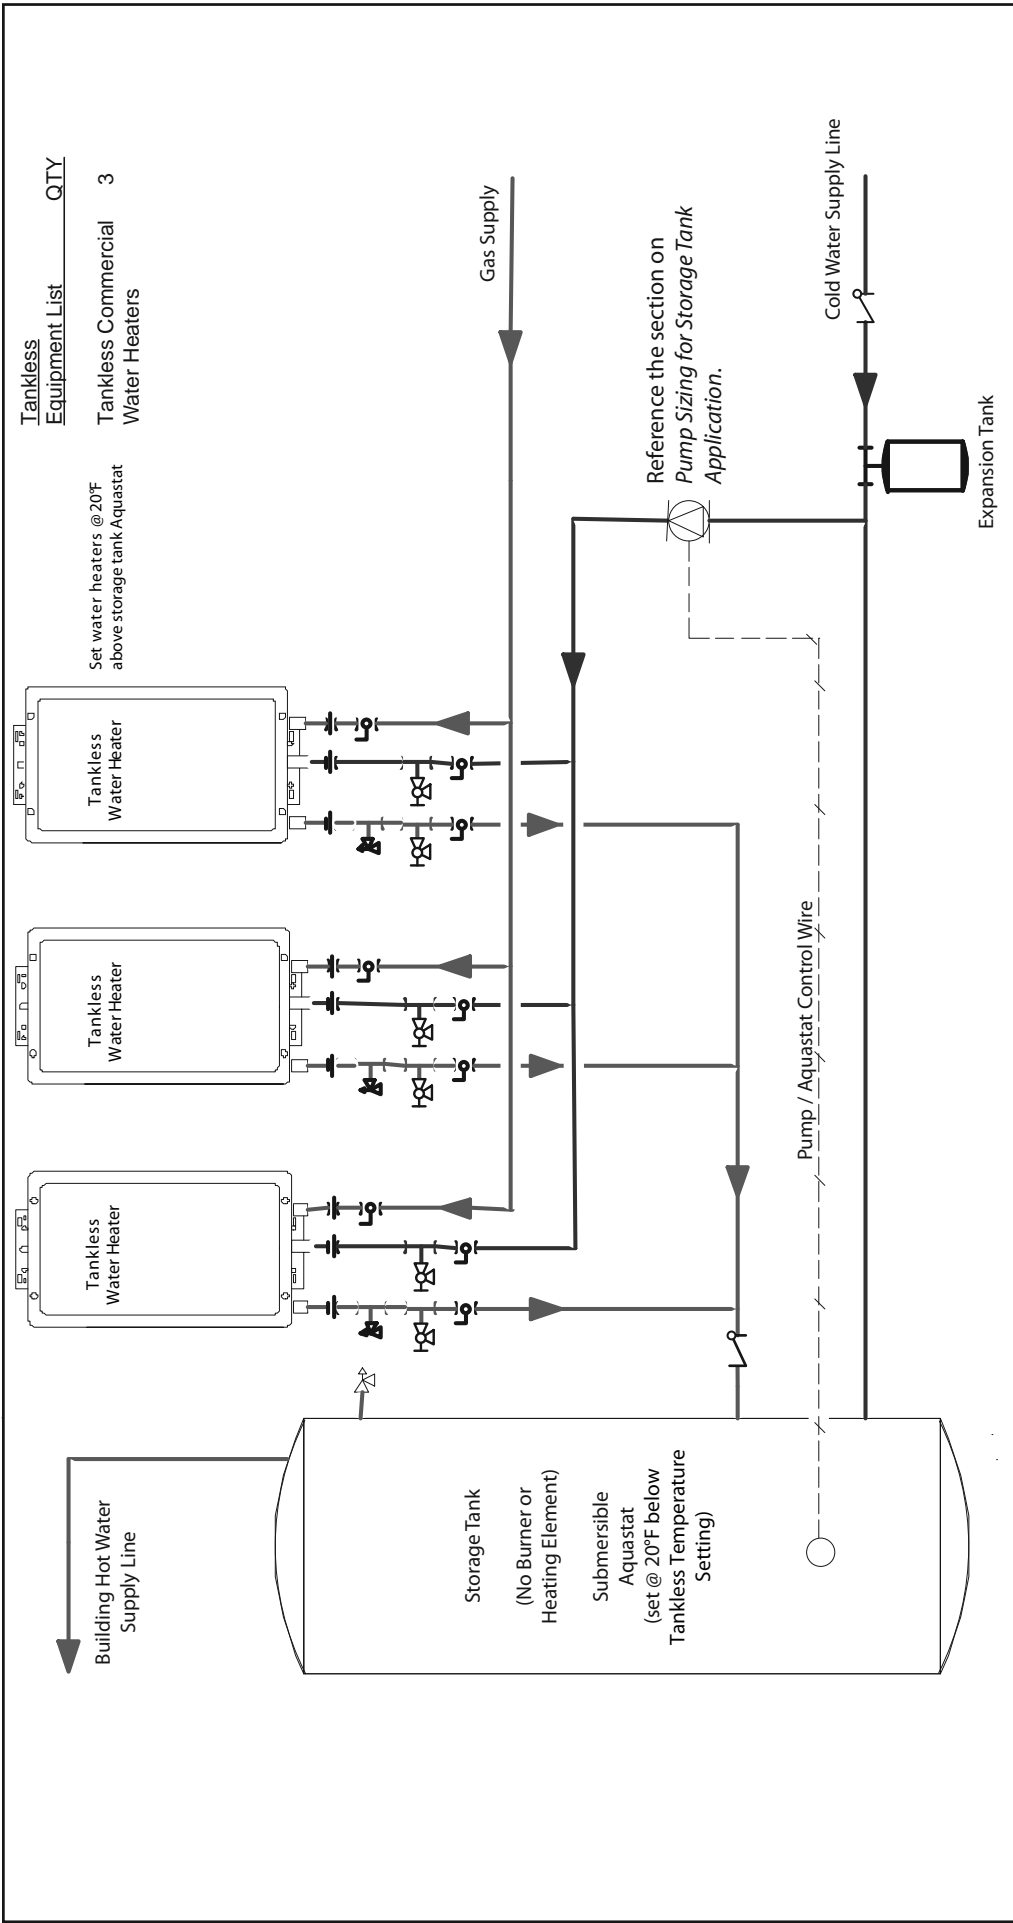 Tankless
Equipment List QTY
Tankless Commercial 3
Water Heaters
Set water heaters @ 20°F
above storage tank Aquastat
Tankless
Water Heater
Tankless
Water Heater
Tankless
Water Heater
Gas Supply
Reference the section on
Pump Sizing for Storage Tank
Application.
Cold Water Supply Line
Expansion Tank
Pump / Aquastat Control Wire
Building Hot Water
Supply Line
Storage Tank
(No Burner or
Heating Element)
Submersible
Aquastat
(set @ 20°F below
Tankless Temperature
Setting)